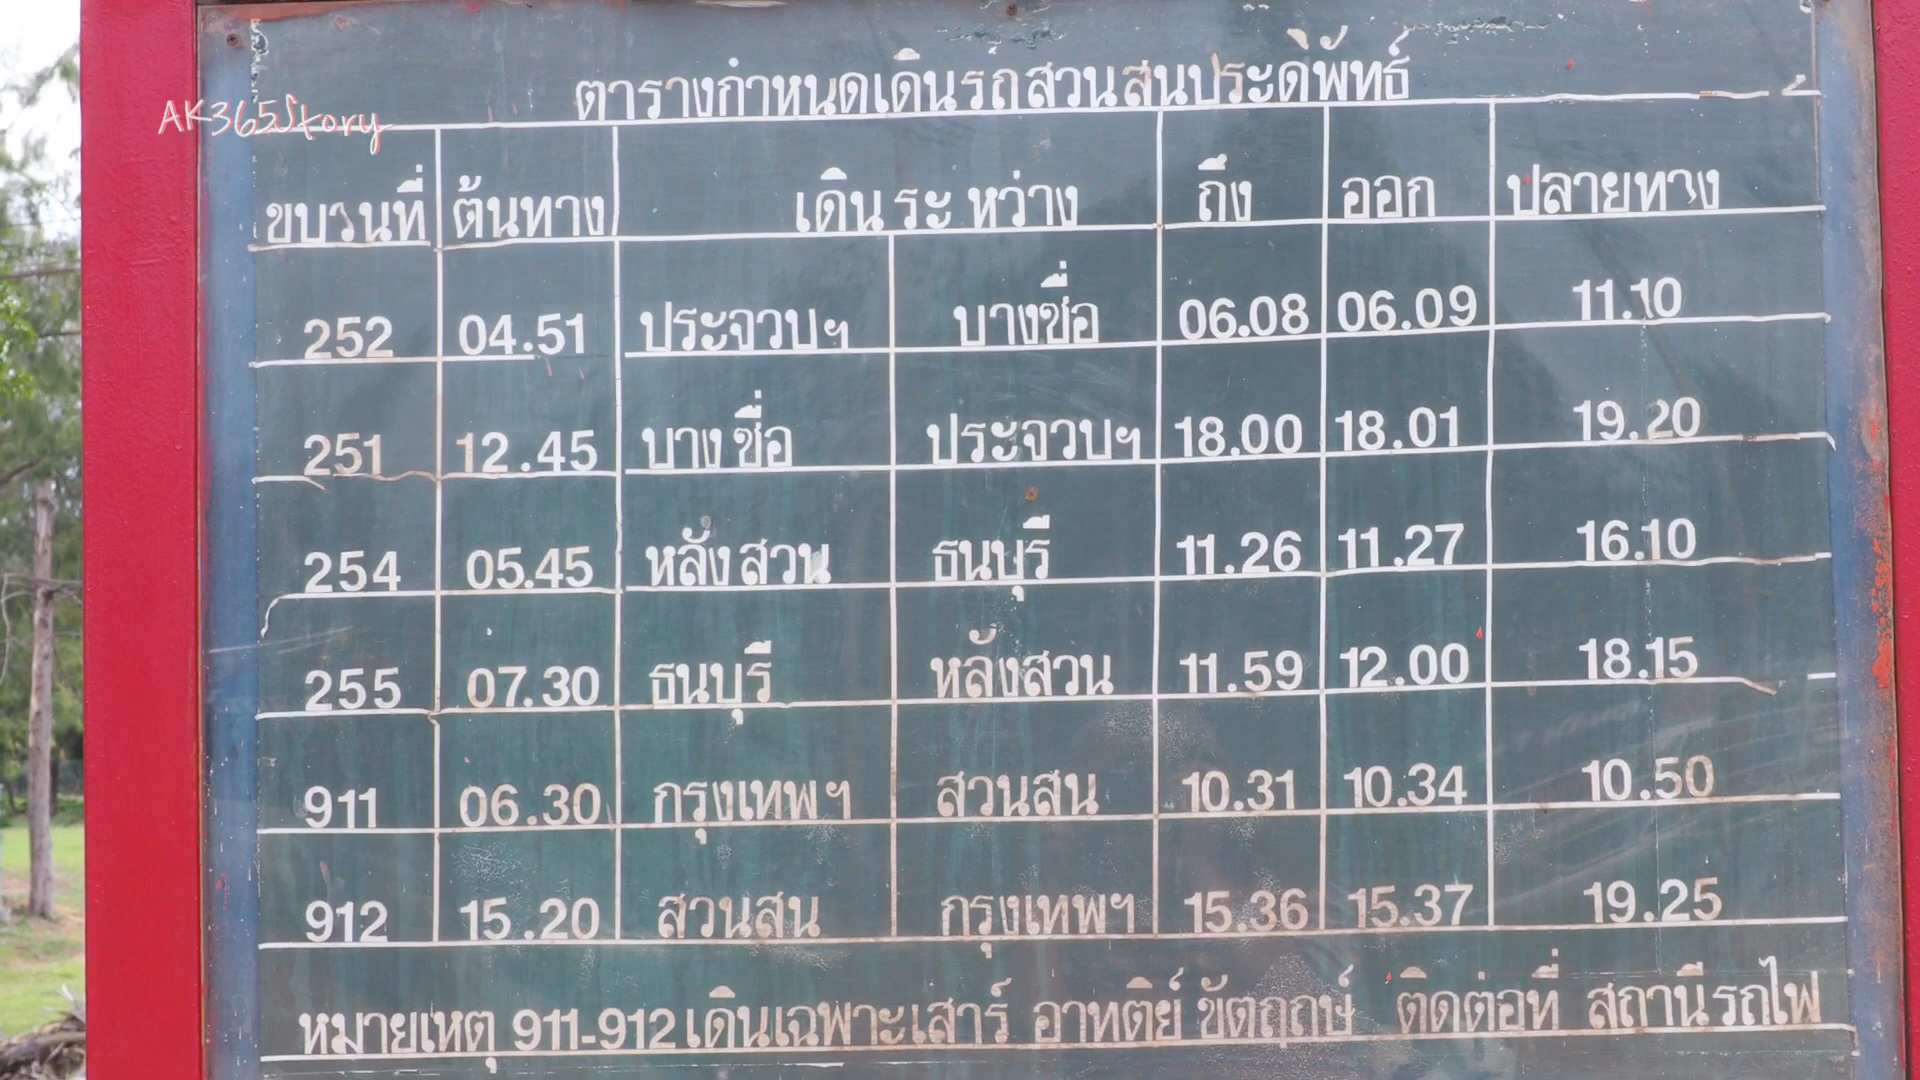 ตารางกำหนดเดินรถสวนสนประดิพัทธ์
AK365Story
ขบวนที่ ต้นทาง เดินระหว่าง ถึง ออก ปลายทาง
252 04.51 ประจวบฯ บางซื่อ 06.08 06.09 11.10
251 12.45 บางซื่อ ประจวบฯ 18.00 18.01 19.20
254 05.45 หลังสวน ธนบุรี 11.26 11.27 16.10
255 07.30 ธนบุรี หลังสวน 11.59 12.00 18.15
911 06.30 กรุงเทพฯ สวนสน 10.31 10.34 10.50
912 15.20 สวนสน กรุงเทพฯ 15.36 15.37 19.25
หมายเหตุ 911-912 เดินเฉพาะเสาร์ อาทติย์ ขัตฤกษ์ ติดต่อที่ สถานีรถไฟ